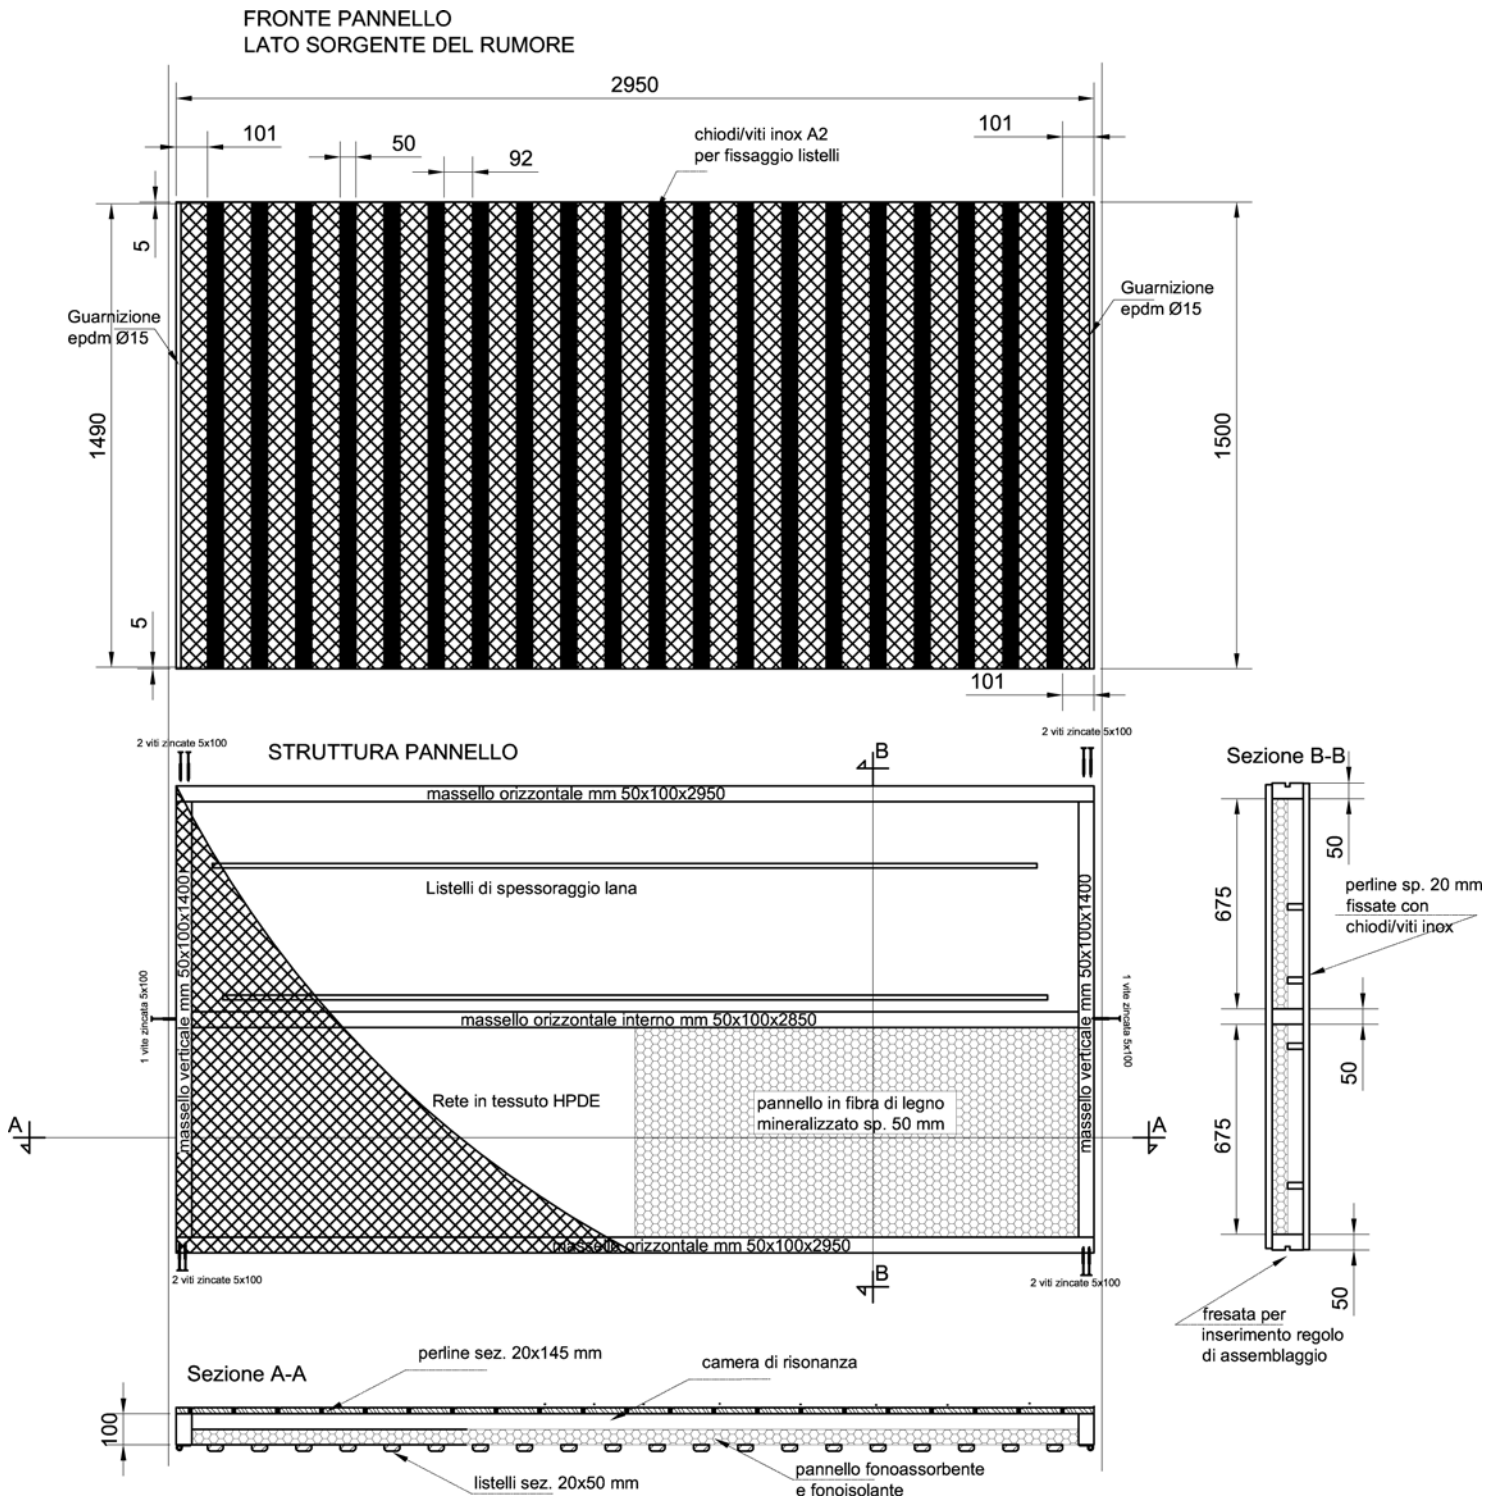 FRONTE PANNELLO
LATO SORGENTE DEL RUMORE
2950
101
50
92
chiodi/viti inox A2
per fissaggio listelli
101
5
Guarnizione
epdm Ø15
1490
Guarnizione
epdm Ø15
1500
5
101
2 viti zincate 5x100
STRUTTURA PANNELLO
B
2 viti zincate 5x100
Sezione B-B
massello orizzontale mm 50x100x2950
50
Listelli di spessoraggio lana
massello verticale mm 50x100x1400
massello verticale mm 50x100x1400
675
perline sp. 20 mm
fissate con
chiodi/viti inox
1 vite zincata 5x100
massello orizzontale interno mm 50x100x2850
1 vite zincata 5x100
50
Rete in tessuto HPDE
pannello in fibra di legno
mineralizzato sp. 50 mm
A
A
675
massello orizzontale mm 50x100x2950
2 viti zincate 5x100
B
2 viti zincate 5x100
50
fresata per
inserimento regolo
di assemblaggio
Sezione A-A
perline sez. 20x145 mm
camera di risonanza
100
listelli sez. 20x50 mm
pannello fonoassorbente
e fonoisolante